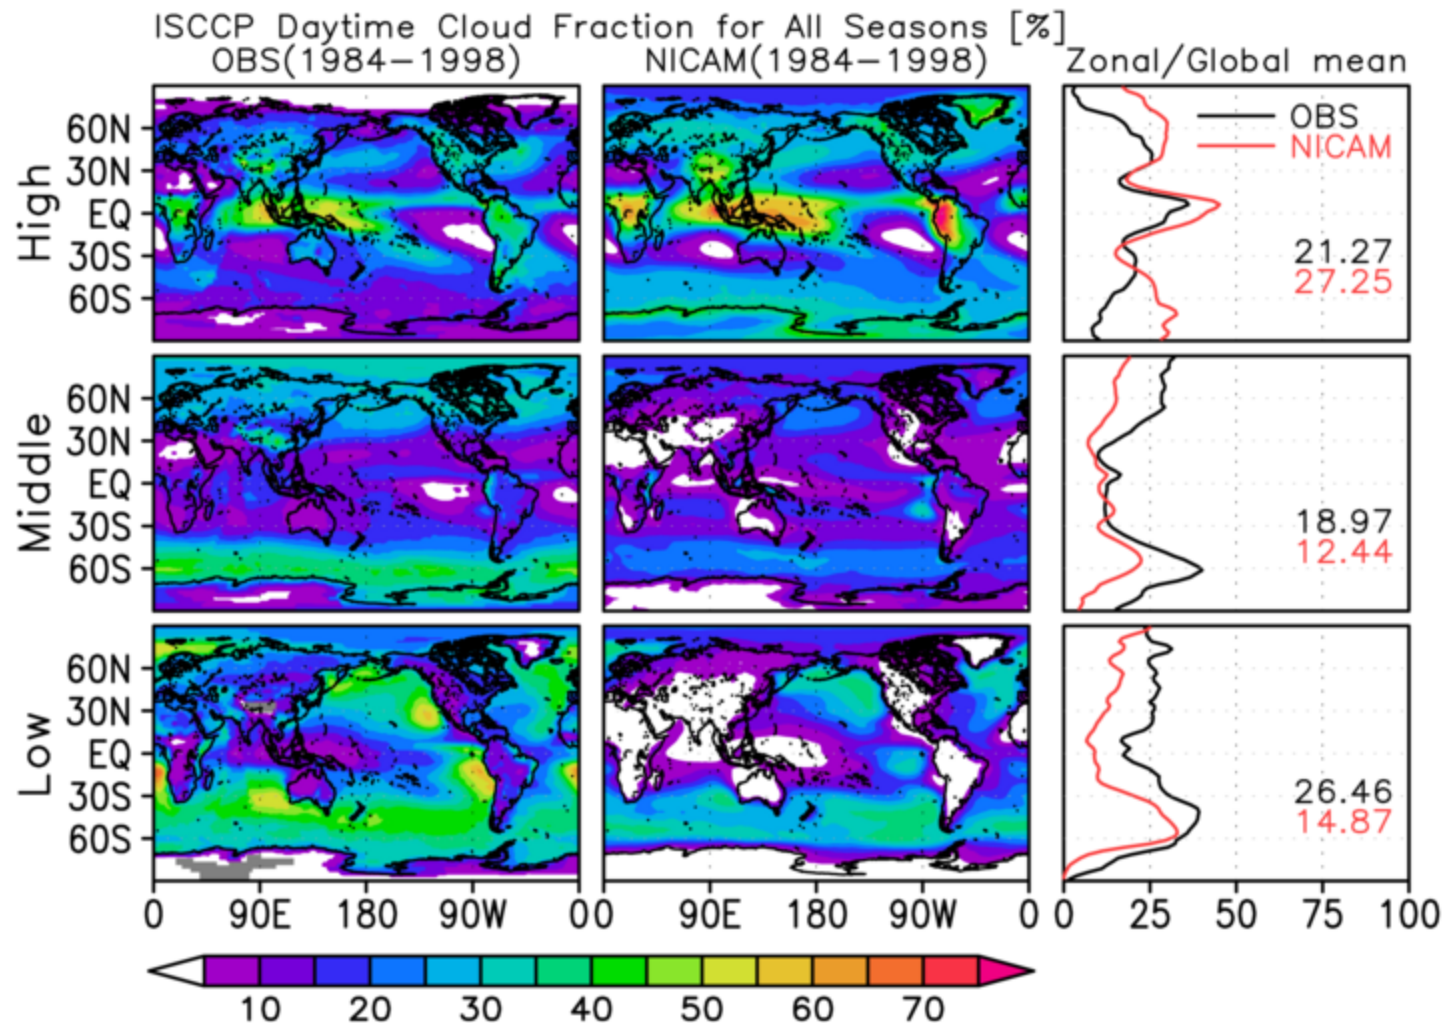 ISCCP Daytime Cloud Fraction for All Seasons [%]
OBS(1984−1998) NICAM(1984−1998) Zonal/Global mean
High
60N
30N
EQ
30S
60S
OBS
NICAM
21.27
27.25
Middle
60N
30N
EQ
30S
60S
18.97
12.44
Low
60N
30N
EQ
30S
60S
26.46
14.87
0 90E 180 90W 0 0 90E 180 90W 0 0 25 50 75 100
10 20 30 40 50 60 70